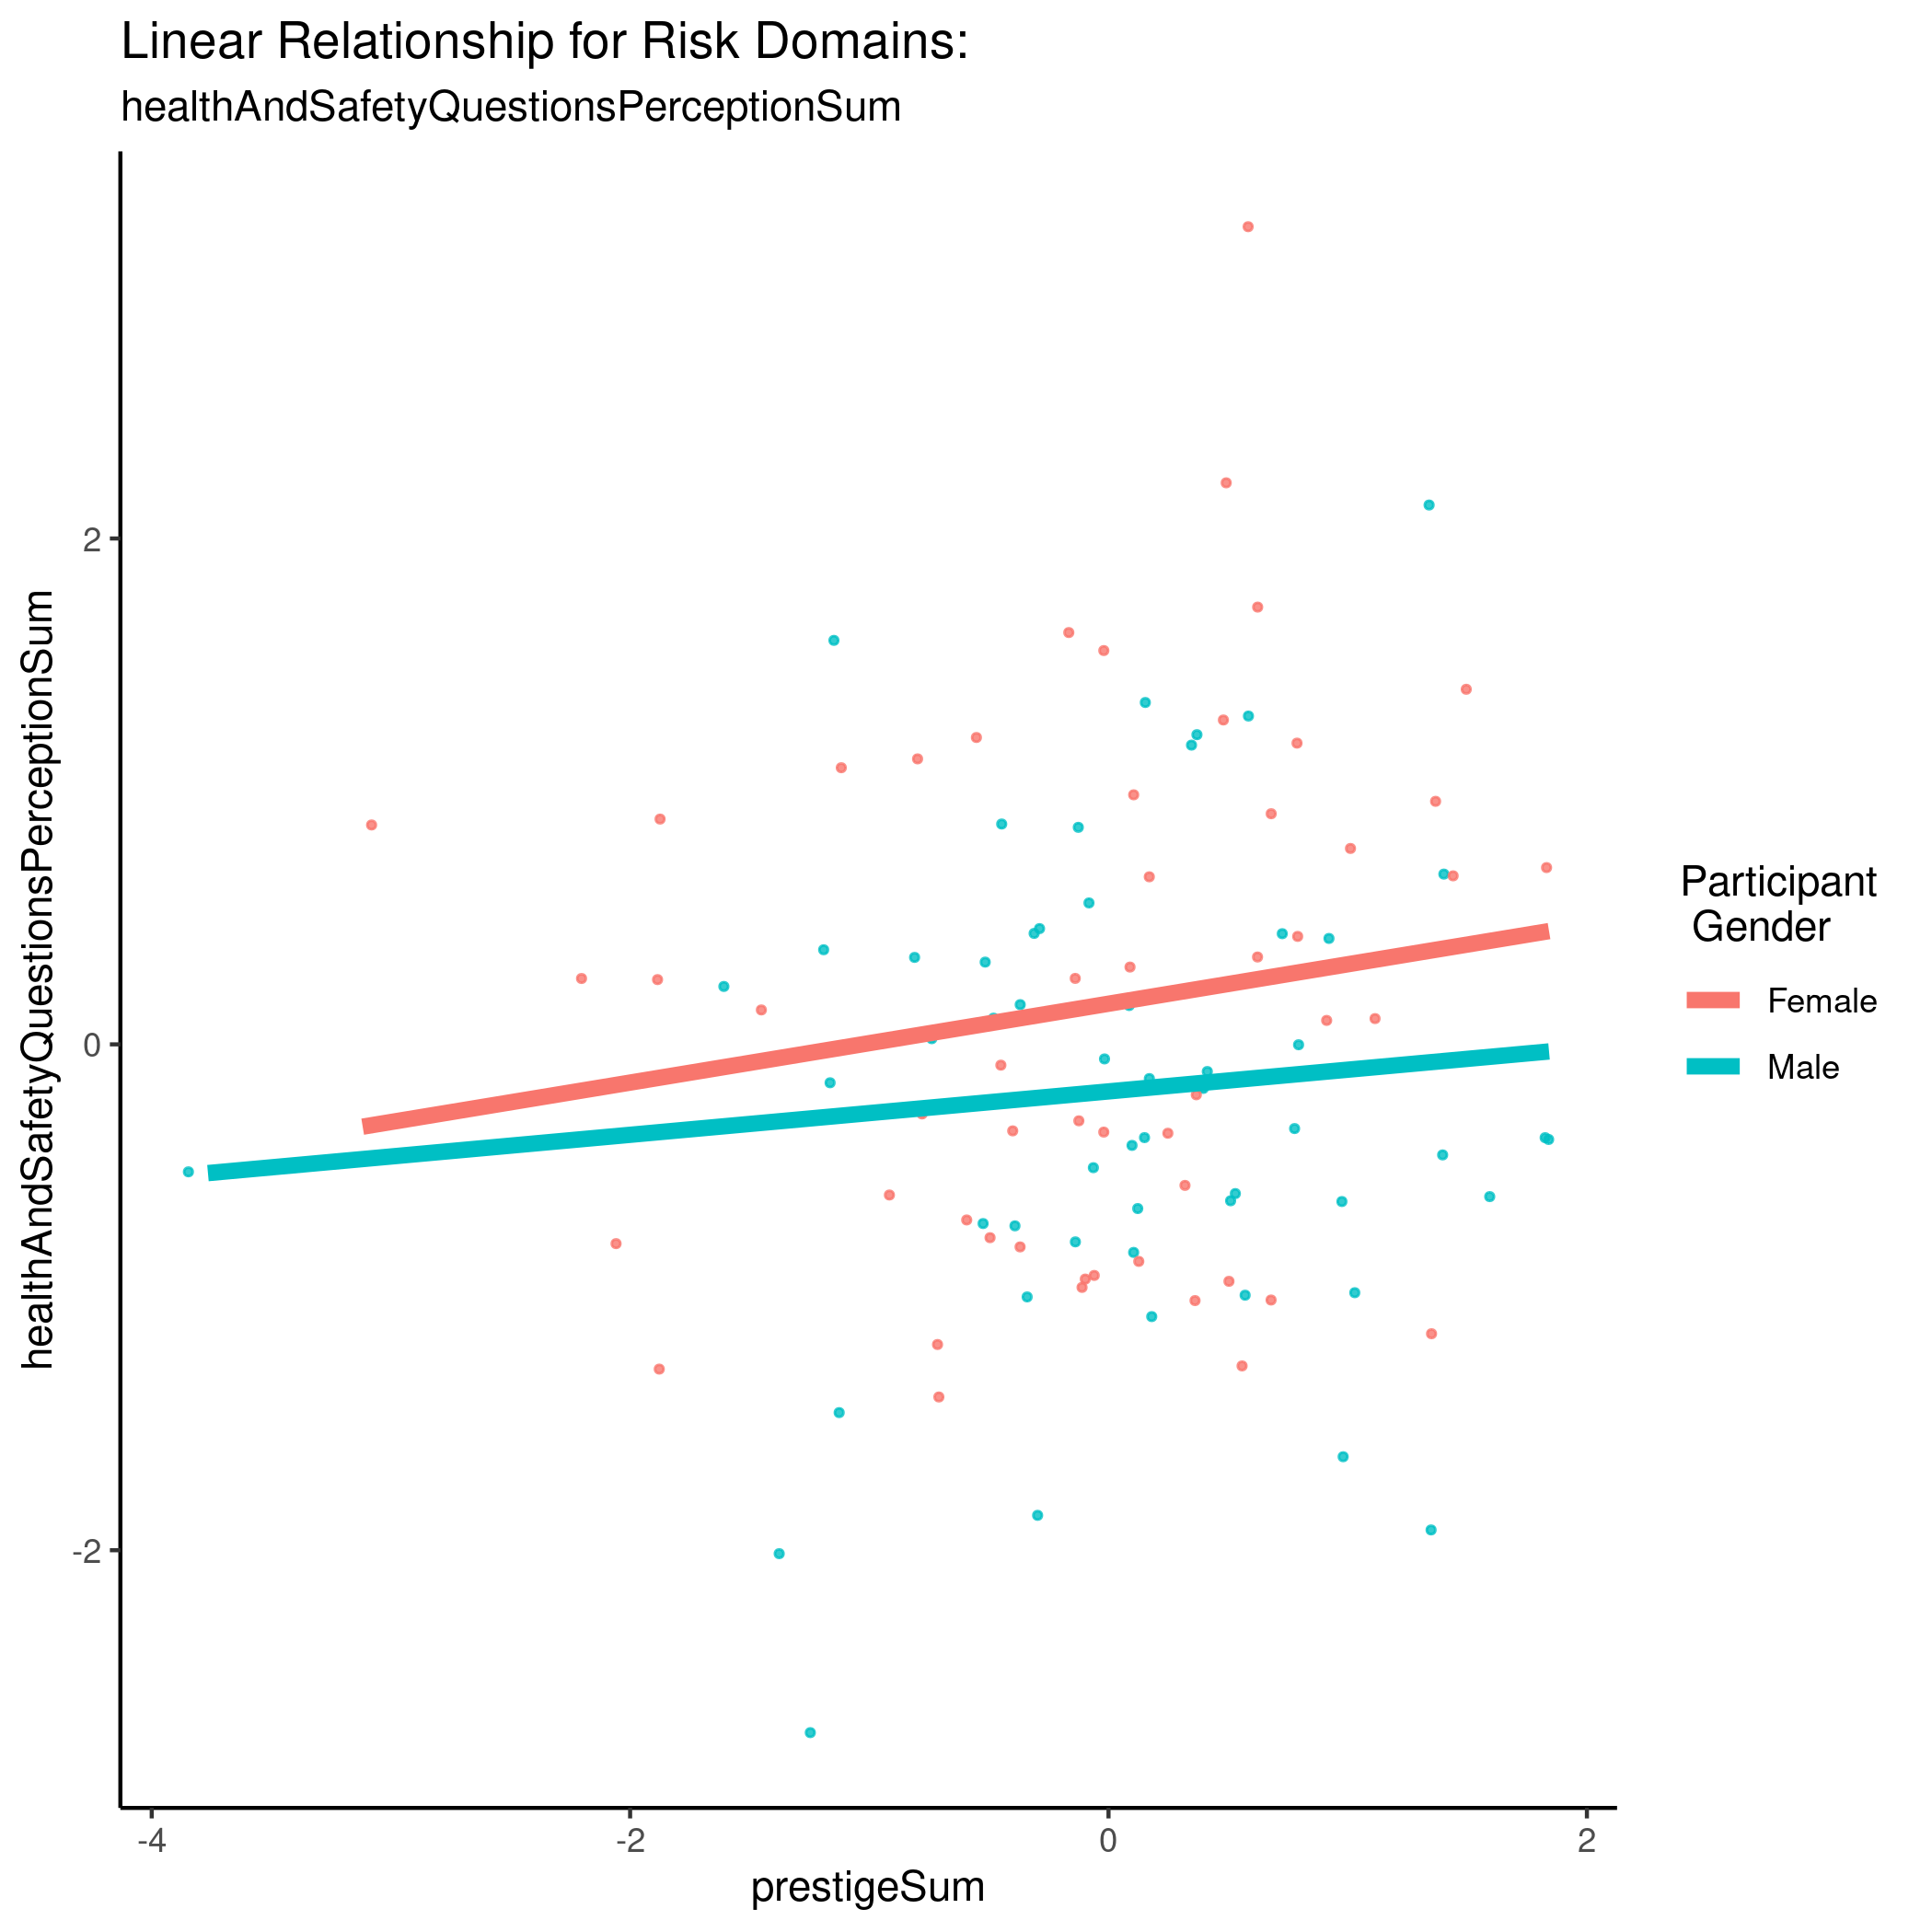 Linear Relationship for Risk Domains:
healthAndSafetyQuestionsPerceptionSum
healthAndSafetyQuestionsPerceptionSum
2
0
-2
-4
-2
0
2
prestigeSum
Participant
Gender
Female
Male